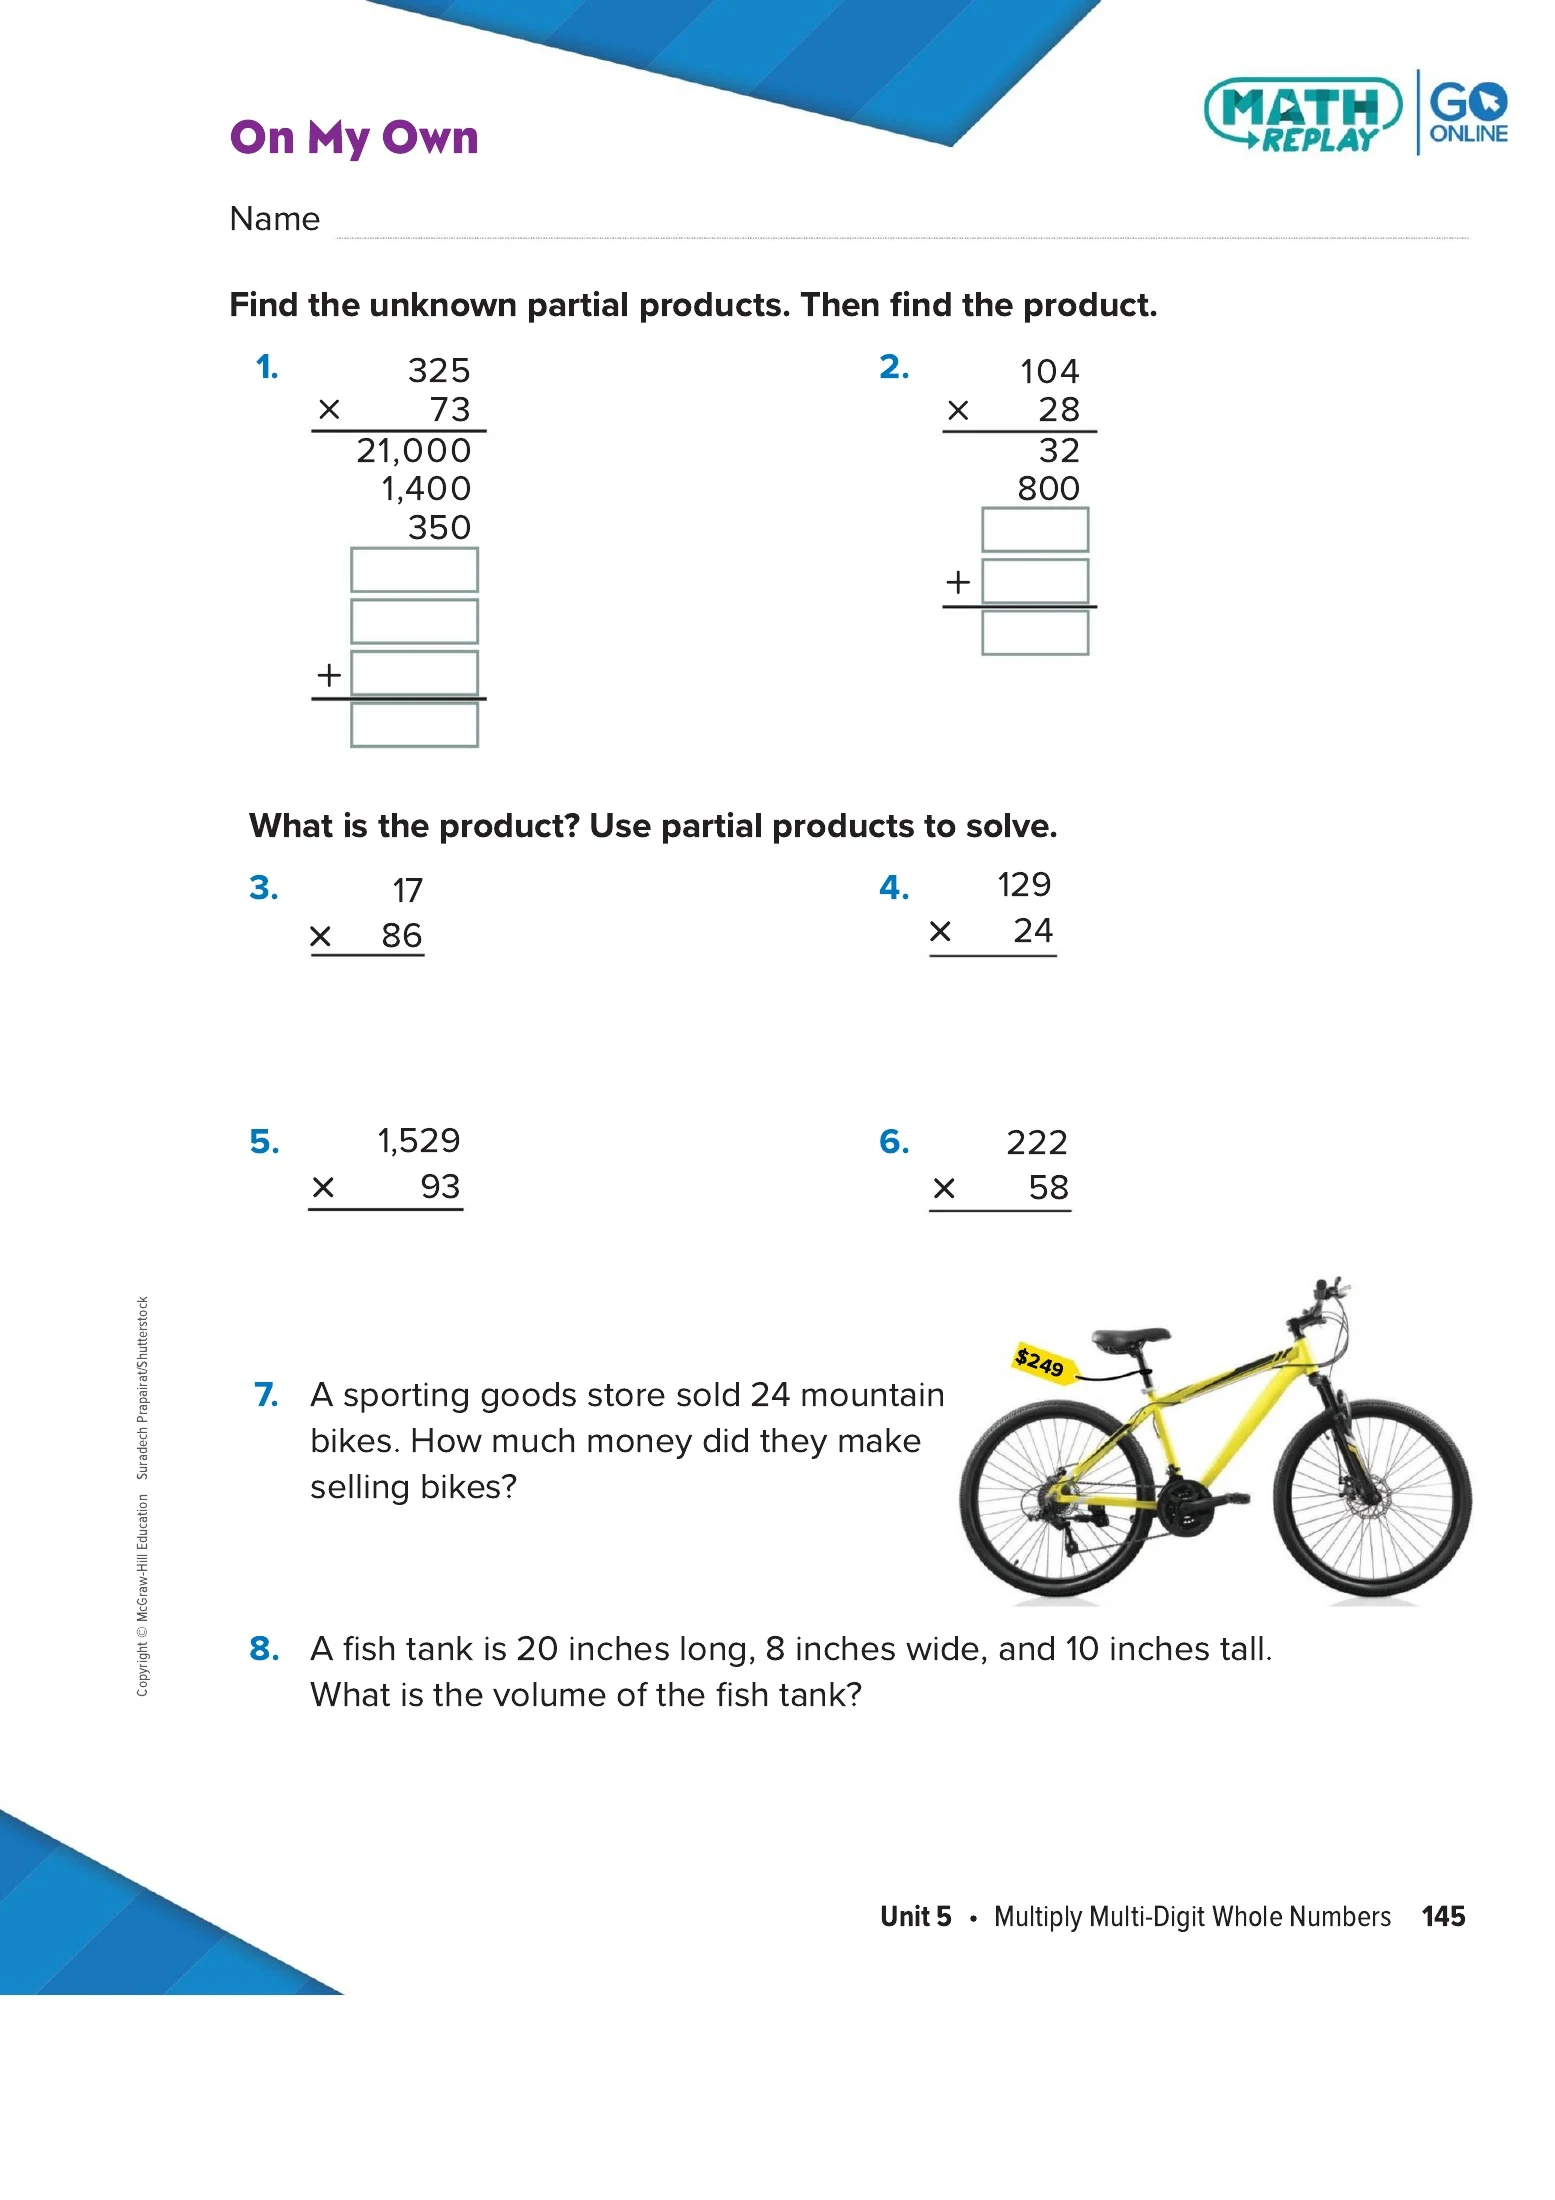 On My Own
MATH
REPLAY
GO
ONLINE
Name
Find the unknown partial products. Then find the product.
1.
325
× 73
21,000
1,400
350
+
2.
104
× 28
32
800
+
What is the product? Use partial products to solve.
3.
17
× 86
4.
129
× 24
5.
1,529
× 93
6.
222
× 58
$249
7. A sporting goods store sold 24 mountain
bikes. How much money did they make
selling bikes?
8. A fish tank is 20 inches long, 8 inches wide, and 10 inches tall.
What is the volume of the fish tank?
Copyright © McGraw-Hill Education Suradech Prapairat/Shutterstock
Unit 5 • Multiply Multi-Digit Whole Numbers 145